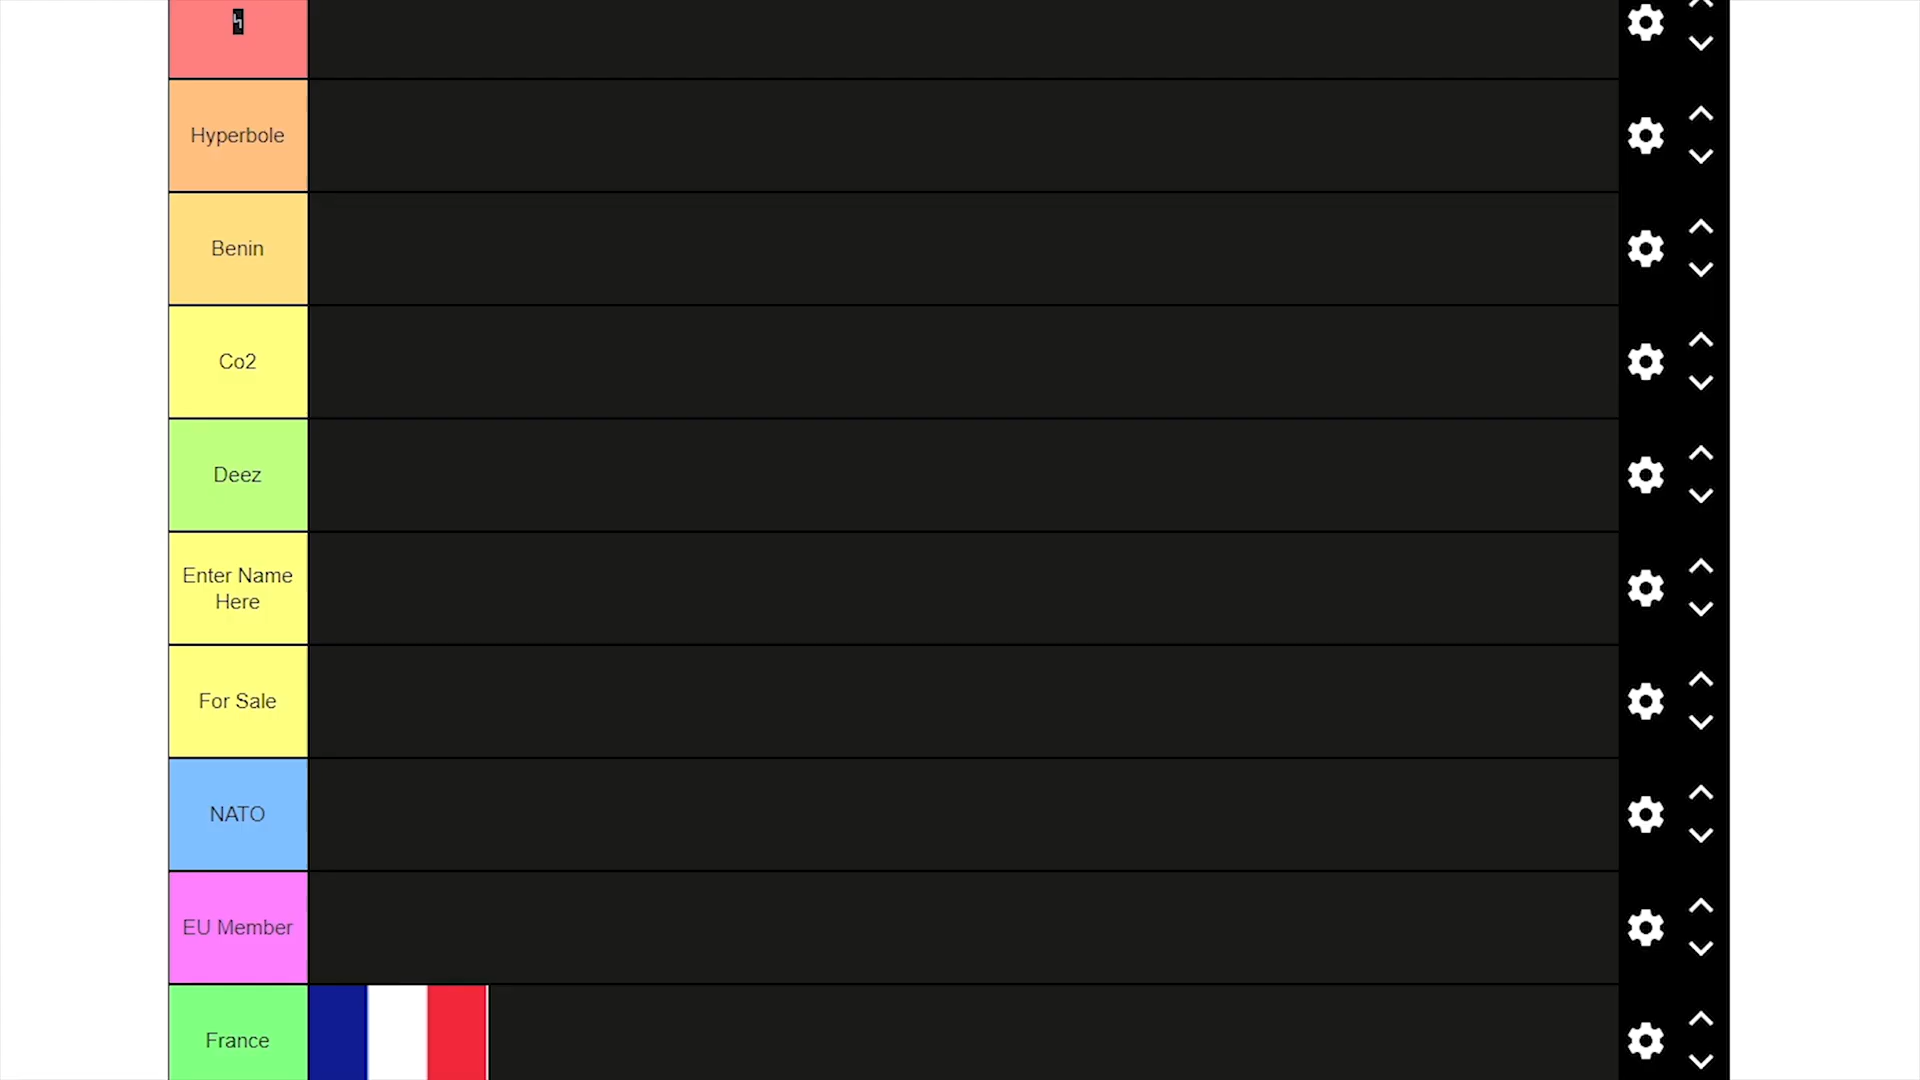 Hyperbole
Benin
Co2
Deez
Enter Name
Here
For Sale
NATO
EU Member
France